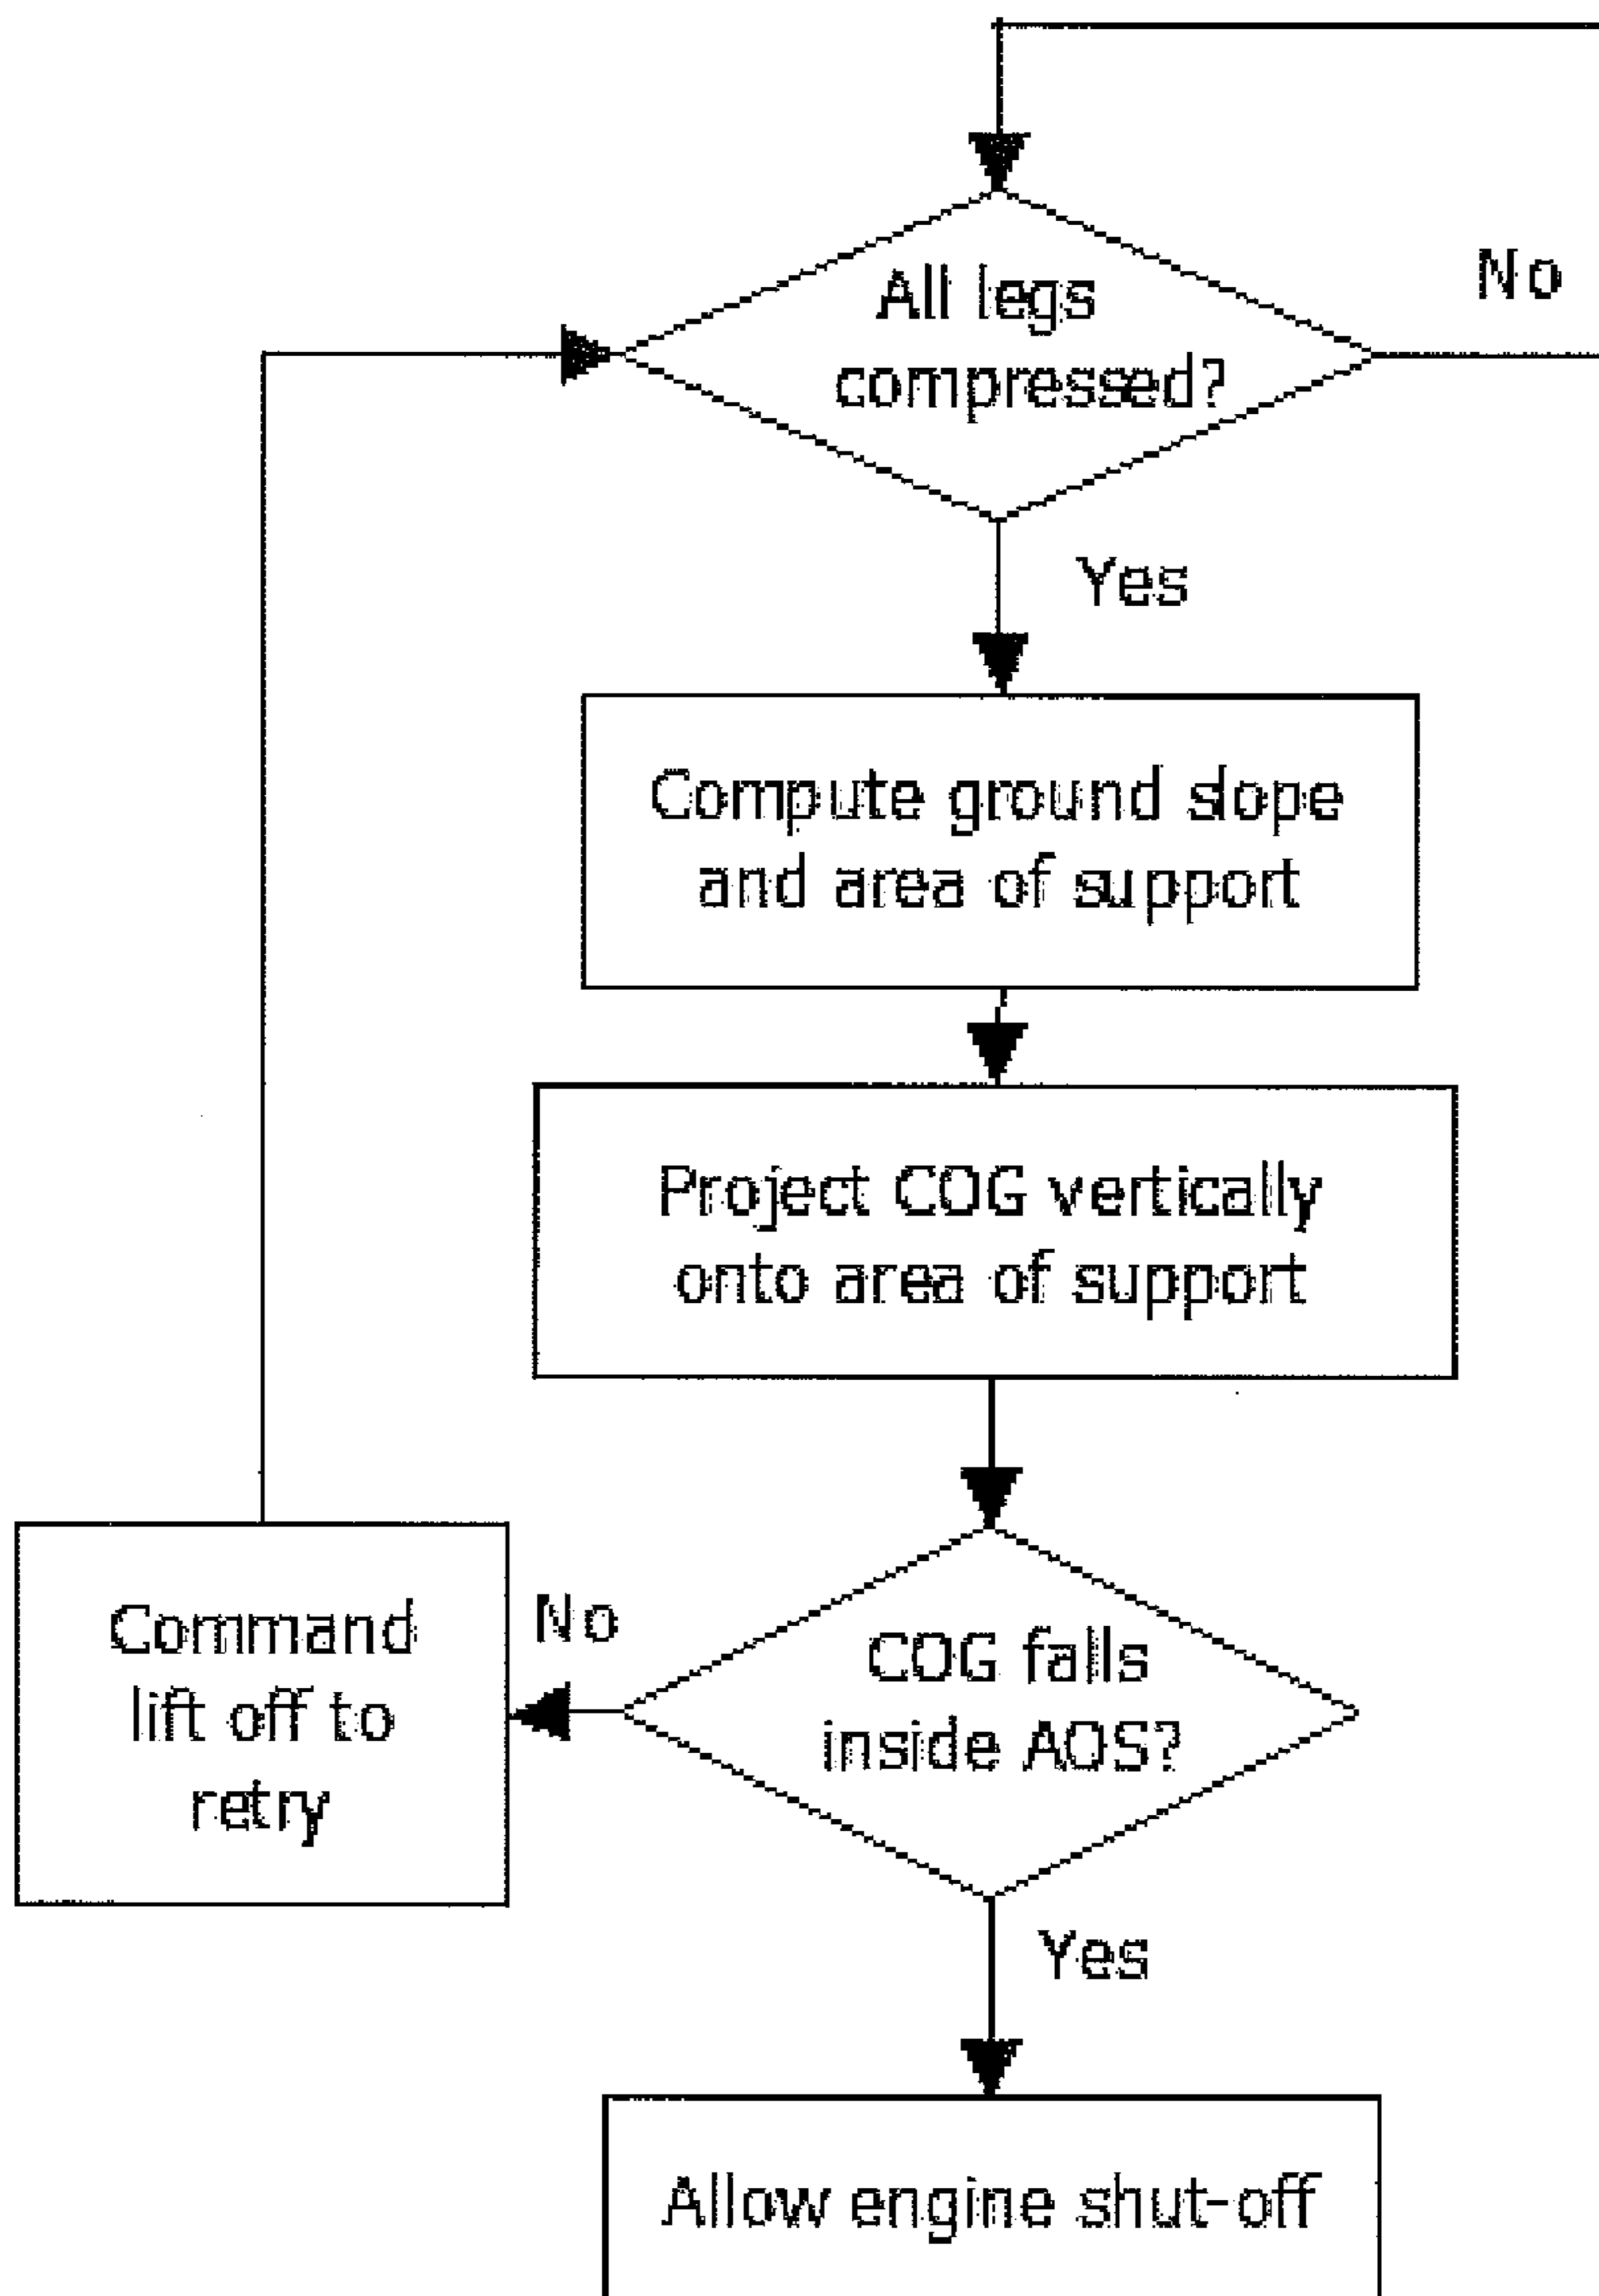 All legs
compressed?
No
Yes
Compute ground slope
and area of support
Project COG vertically
onto area of support
COG falls
inside AOS?
No
Command
lift off to
retry
Yes
Allow engine shut-off